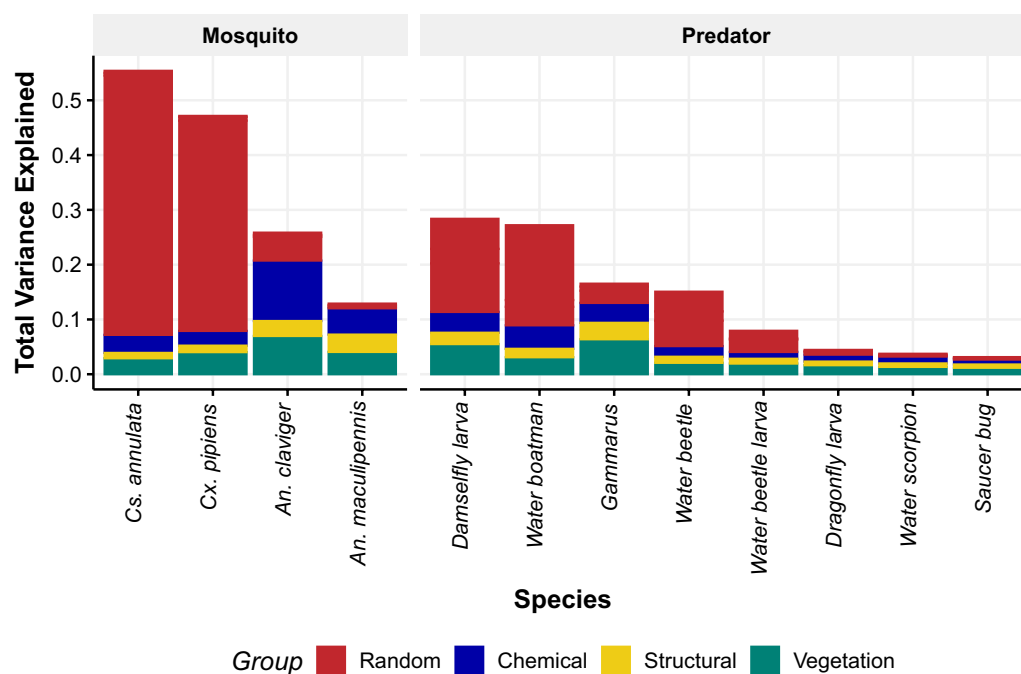 Mosquito
Predator
Total Variance Explained
0.5
0.4
0.3
0.2
0.1
0.0
Cs. annulata
Cx. pipiens
An. claviger
An. maculipennis
Damselfly larva
Water boatman
Gammarus
Water beetle
Water beetle larva
Dragonfly larva
Water scorpion
Saucer bug
Species
Group Random Chemical Structural Vegetation